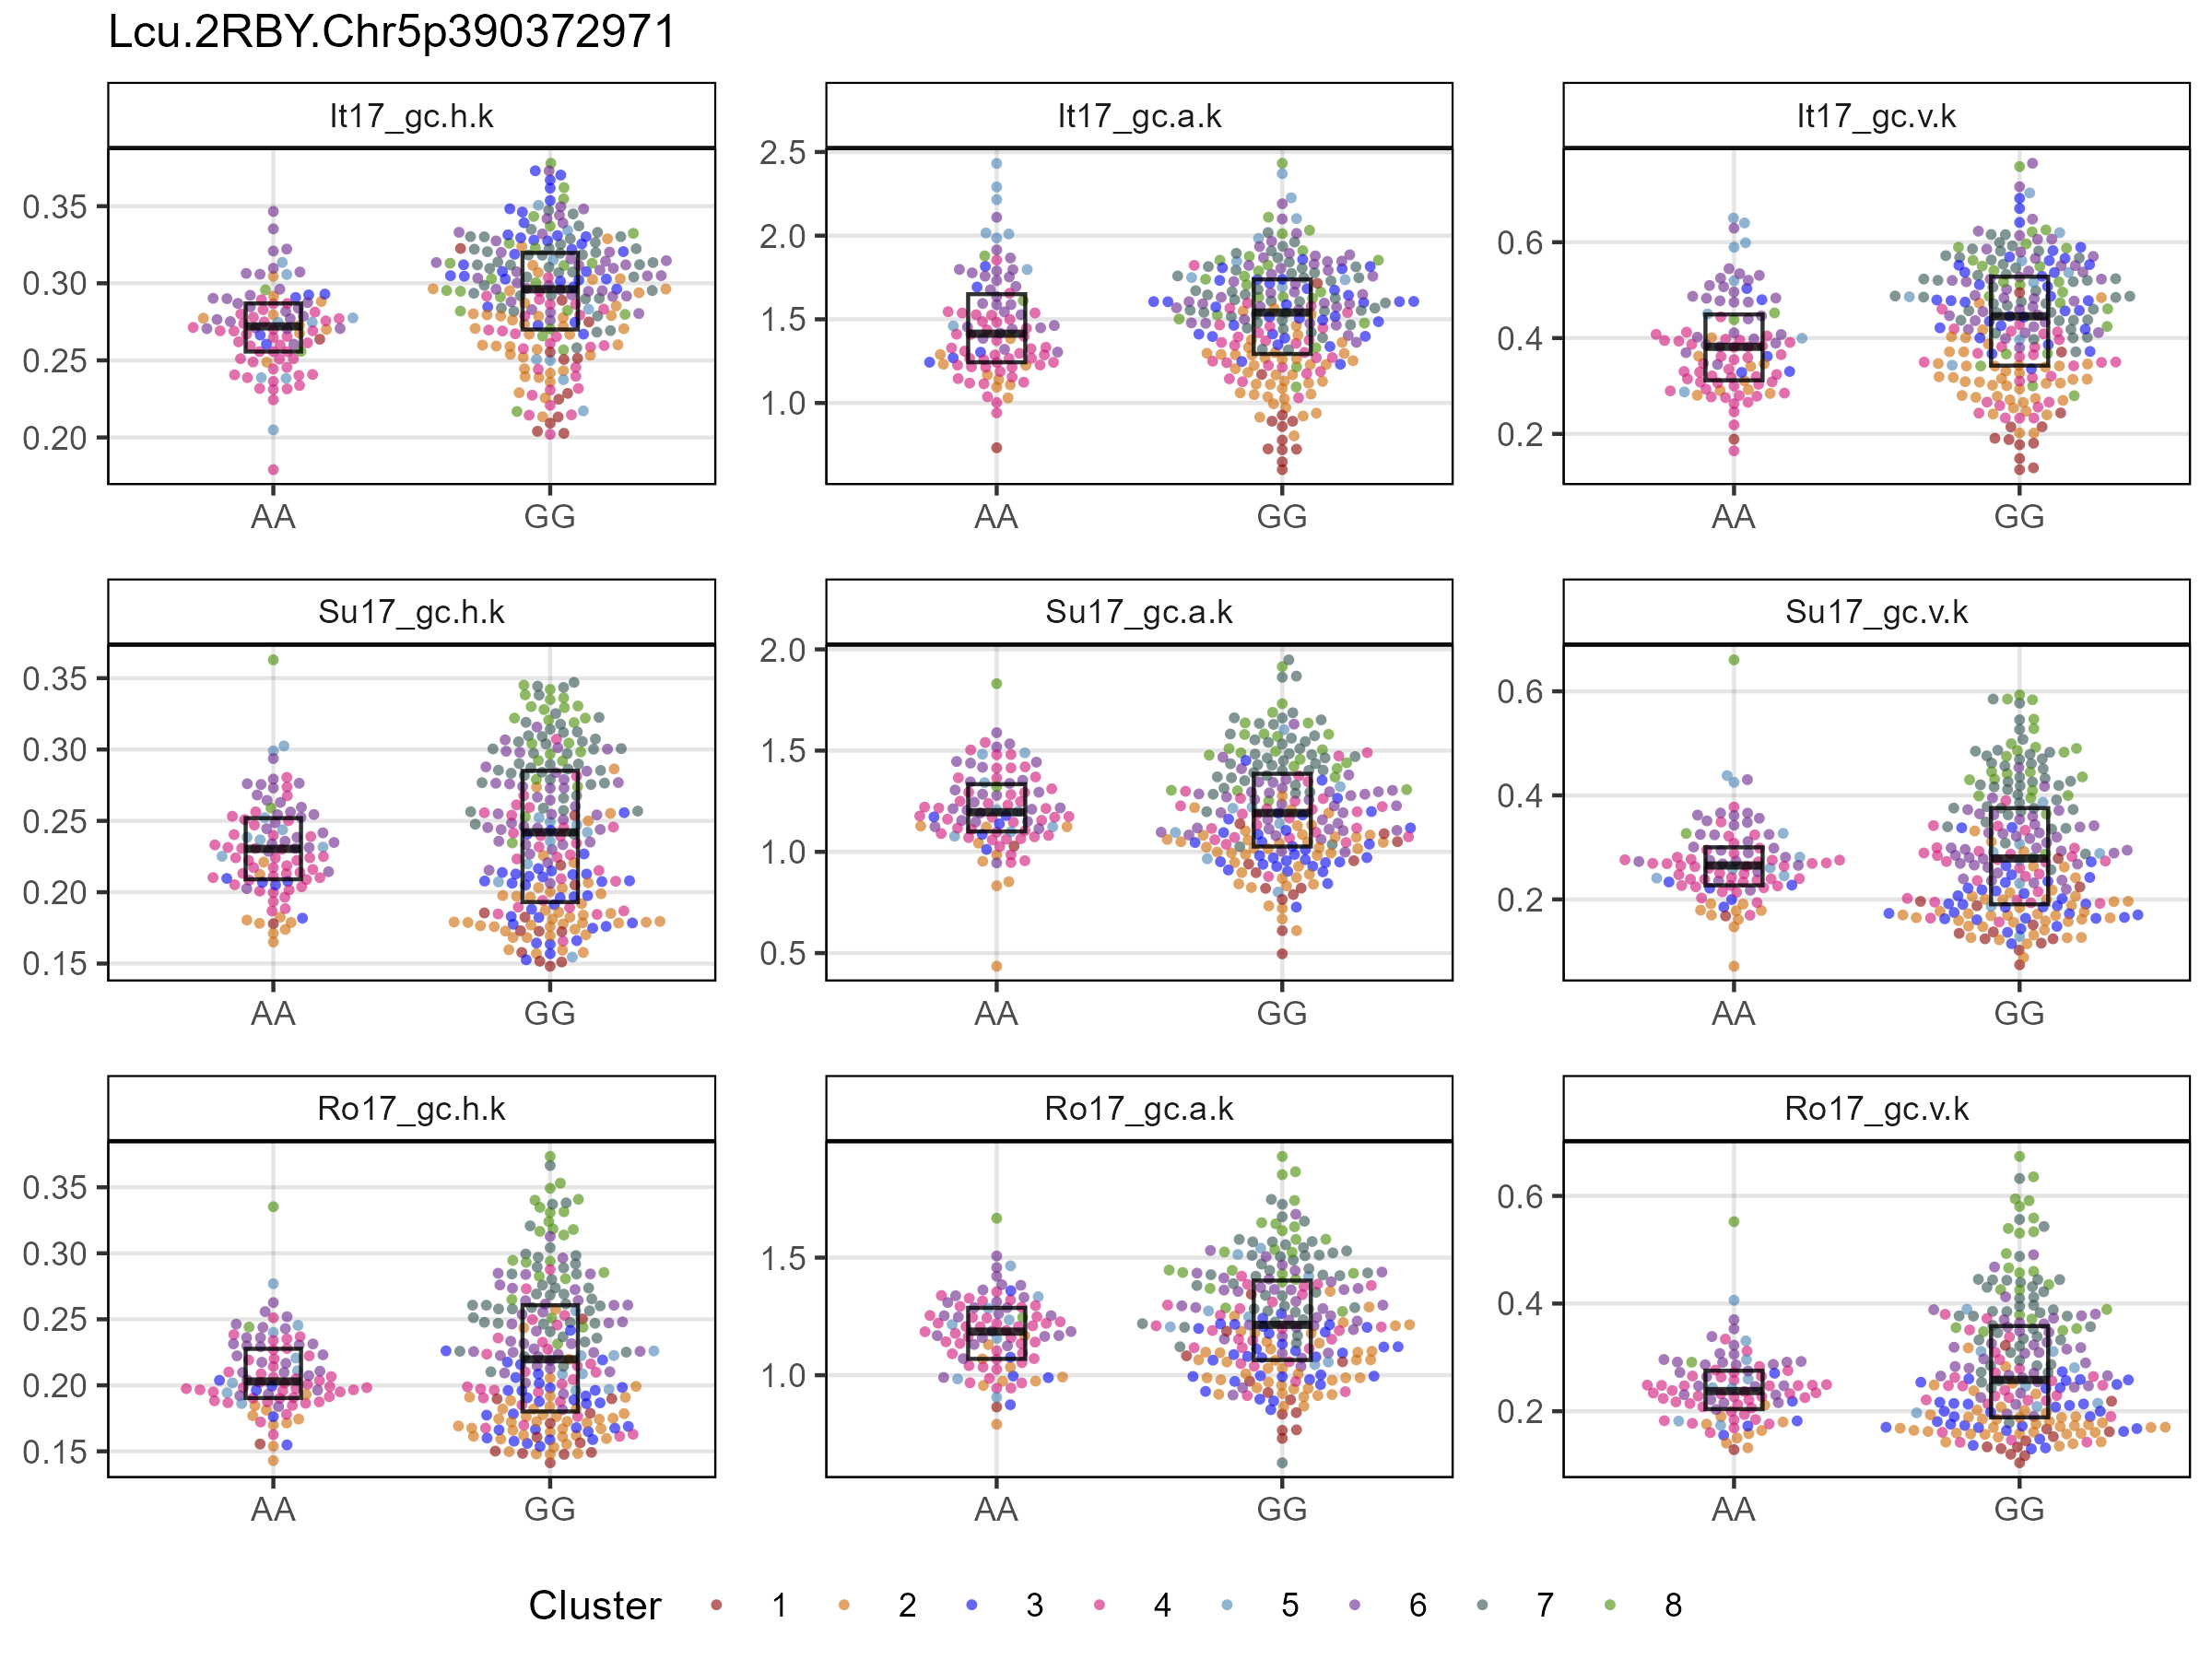 Lcu.2RBY.Chr5p390372971
It17_gc.h.k
It17_gc.a.k
It17_gc.v.k
0.35
0.30
0.25
0.20
2.5
2.0
1.5
1.0
0.6
0.4
0.2
AA
GG
AA
GG
AA
GG
Su17_gc.h.k
Su17_gc.a.k
Su17_gc.v.k
0.35
0.30
0.25
0.20
0.15
2.0
1.5
1.0
0.5
0.6
0.4
0.2
AA
GG
AA
GG
AA
GG
Ro17_gc.h.k
Ro17_gc.a.k
Ro17_gc.v.k
0.35
0.30
0.25
0.20
0.15
1.5
1.0
0.6
0.4
0.2
AA
GG
AA
GG
AA
GG
Cluster 1 2 3 4 5 6 7 8